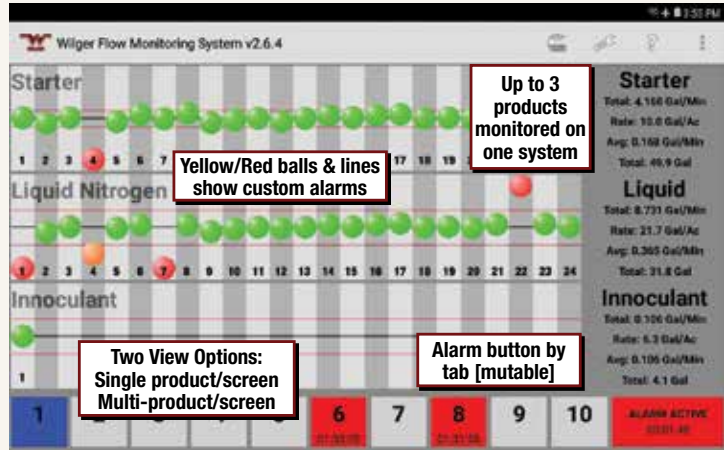 3:55 PM
Wilger Flow Monitoring System v2.6.4
Starter
1 2 3 4 5 6 7 17 18 19
Up to 3
products
monitored on
one system
Starter
Total: 4.166 Gal/Min
Rate: 10.0 Gal/Ac
Avg: 0.168 Gal/Min
Total: 49.9 Gal
Yellow/Red balls & lines
show custom alarms
Liquid Nitrogen
1 2 3 4 5 6 7 8 9 10 11 12 13 14 15 16 17 18 19 20 21 22 23 24
Liquid
Total: 8.731 Gal/Min
Rate: 21.7 Gal/Ac
Avg: 0.365 Gal/Min
Total: 31.8 Gal
Innoculant
1
Two View Options:
Single product/screen
Multi-product/screen
Alarm button by
tab [mutable]
Innoculant
Total: 0.106 Gal/Min
Rate: 6.3 Gal/Ac
Avg: 0.106 Gal/Min
Total: 4.1 Gal
1 6 7 8 9 10
ALARM ACTIVE